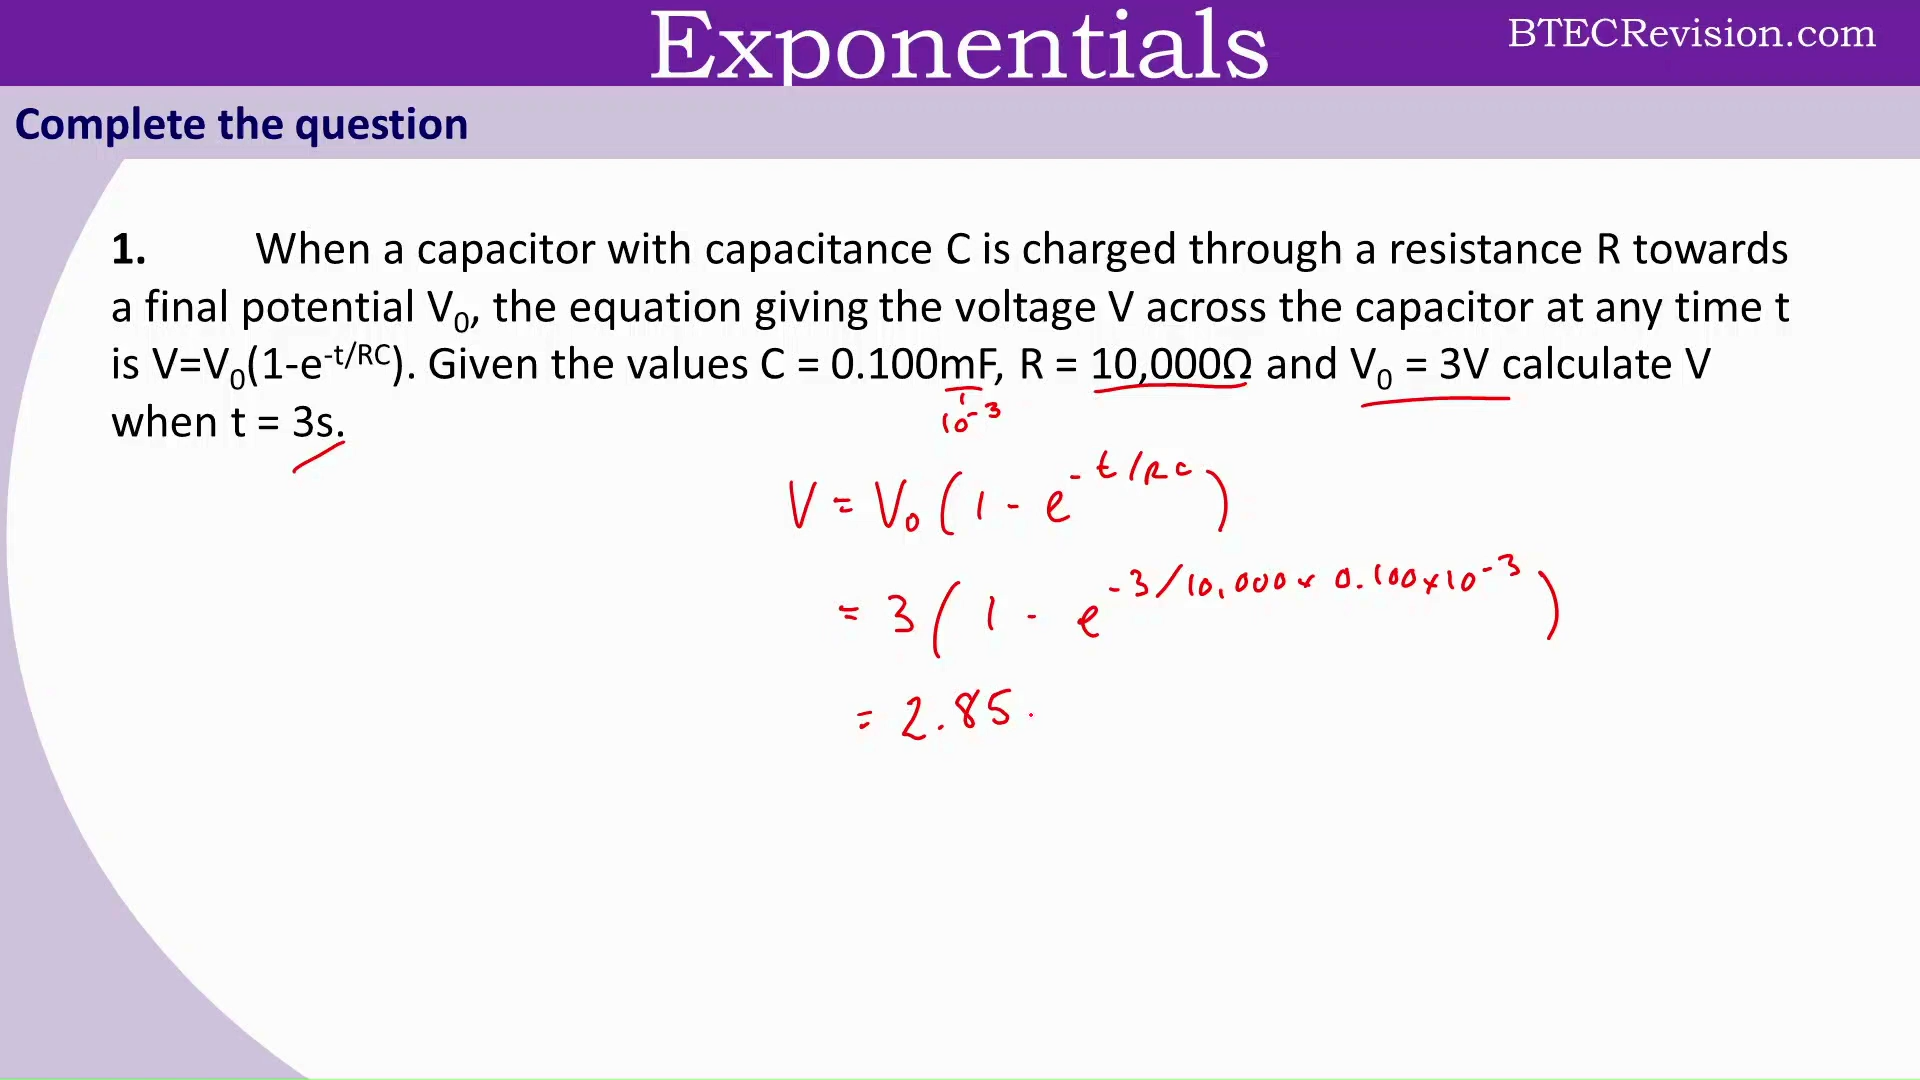 Exponentials
BTECRevision.com
Complete the question
1. When a capacitor with capacitance C is charged through a resistance R towards
a final potential V₀, the equation giving the voltage V across the capacitor at any time t
is V=V₀(1-e^-t/RC). Given the values C = 0.100mF, R = 10,000Ω and V₀ = 3V calculate V
when t = 3s.
10^-3
V = V₀ (1 - e^-t/RC)
= 3 (1 - e^-3/10,000 × 0.100×10^-3)
= 2.85.